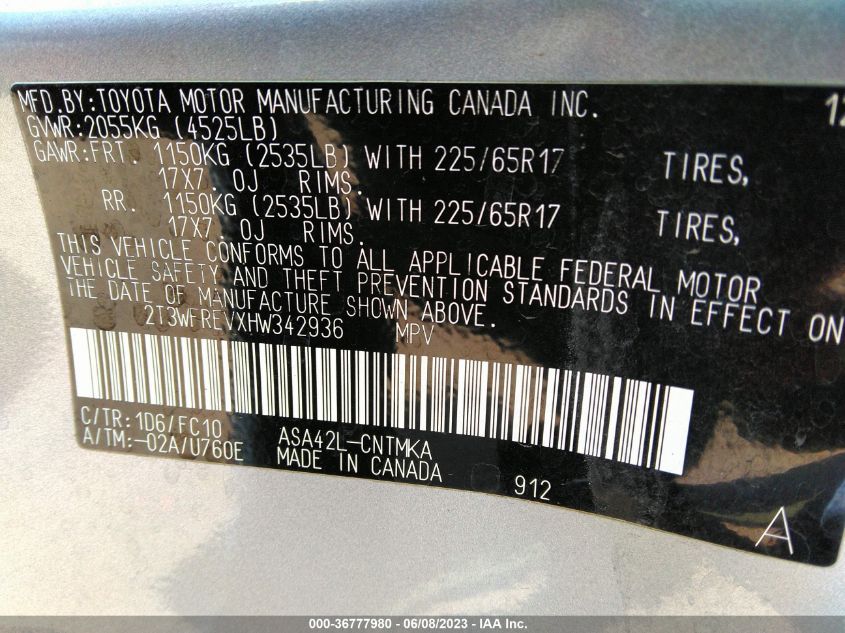 MFD.BY:TOYOTA MOTOR MANUFACTURING CANADA INC. 12
GVWR:2055KG (4525LB)
GAWR:FRT. 1150KG (2535LB) WITH 225/65R17 TIRES,
17X7. 0J RIMS.
RR. 1150KG (2535LB) WITH 225/65R17 TIRES,
17X7 0J RIMS.
THIS VEHICLE CONFORMS TO ALL APPLICABLE FEDERAL MOTOR
VEHICLE SAFETY AND THEFT PREVENTION STANDARDS IN EFFECT ON
THE DATE OF MANUFACTURE SHOWN ABOVE.
2T3WFREVXHW342936 MPV
C/TR:1D6/FC10 ASA42L-CNTMKA
A/TM:-02A/U760E MADE IN CANADA
912
A
000-36777980 - 06/08/2023 - IAA Inc.